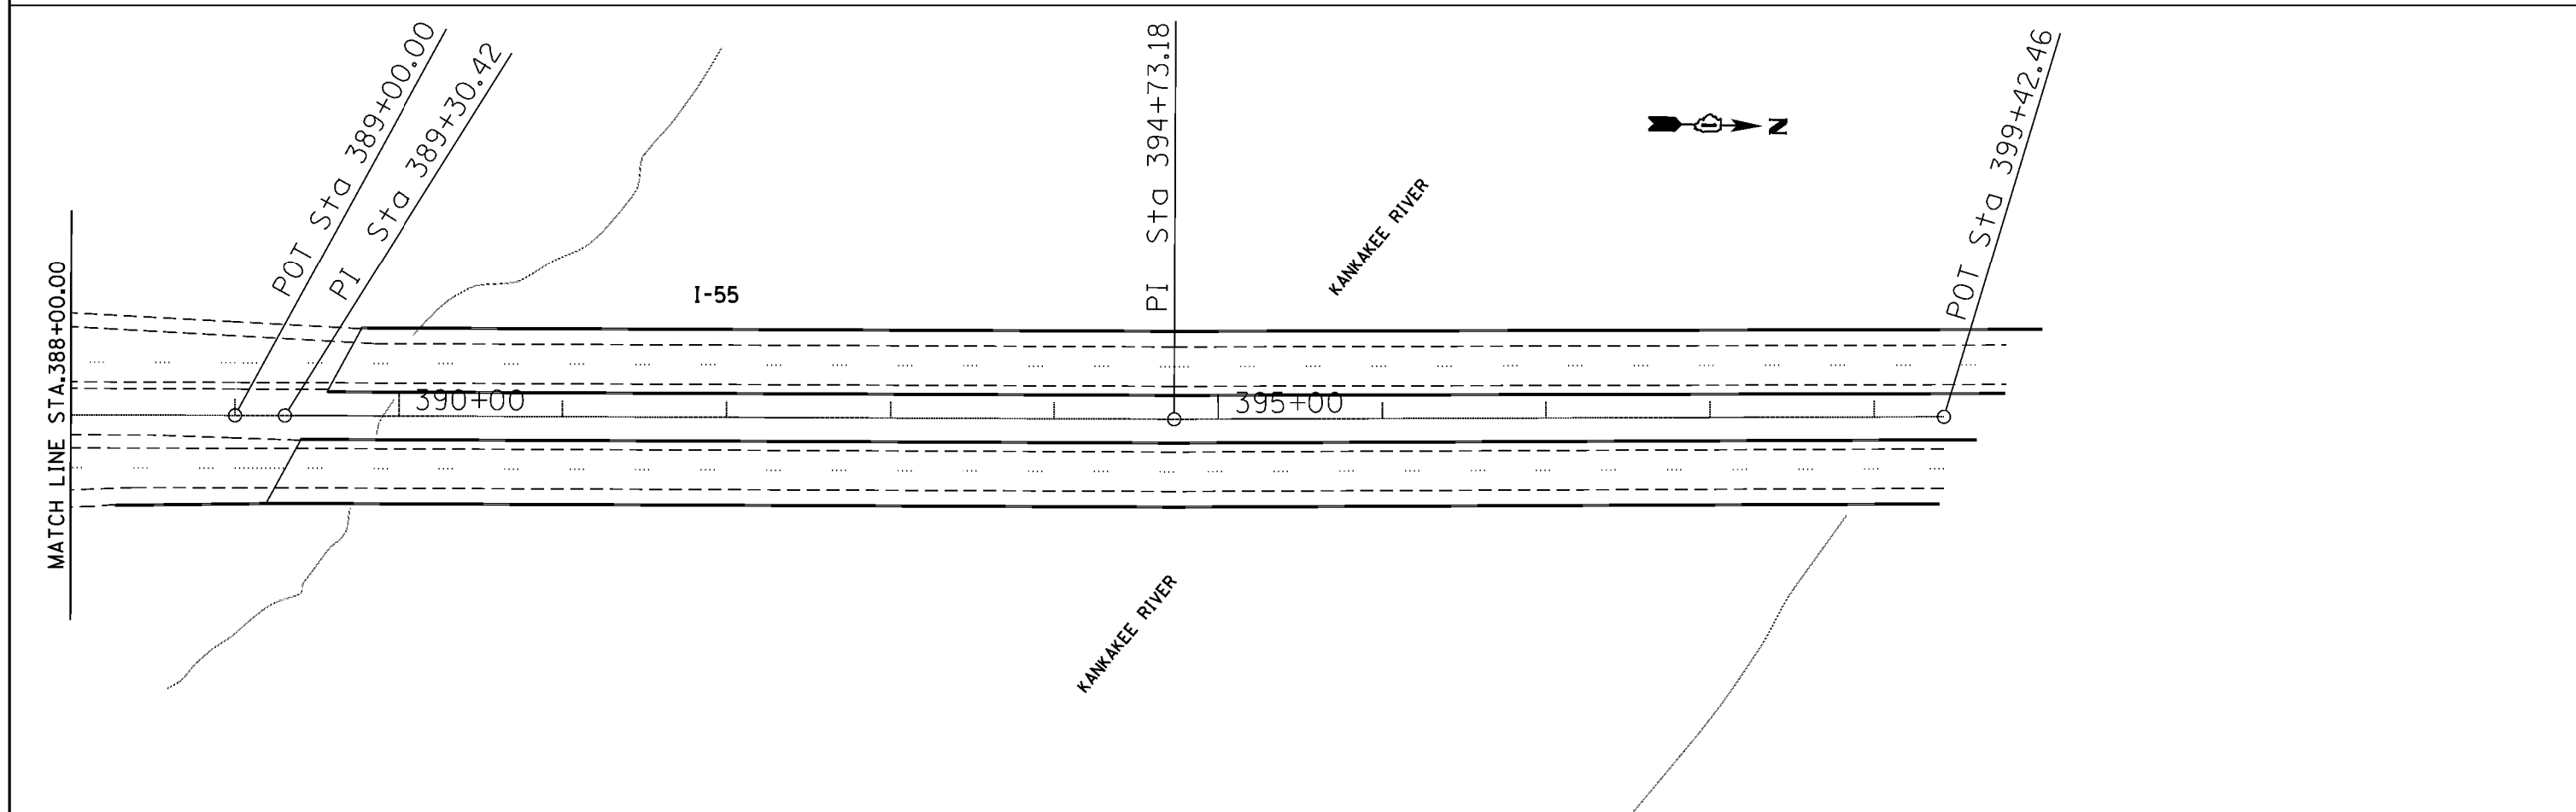 POT Sta 389+00.00
PI Sta 389+30.42
PI Sta 394+73.18
POT Sta 399+42.46
N
KANKAKEE RIVER
MATCH LINE STA.388+00.00
I-55
390+00
395+00
KANKAKEE RIVER